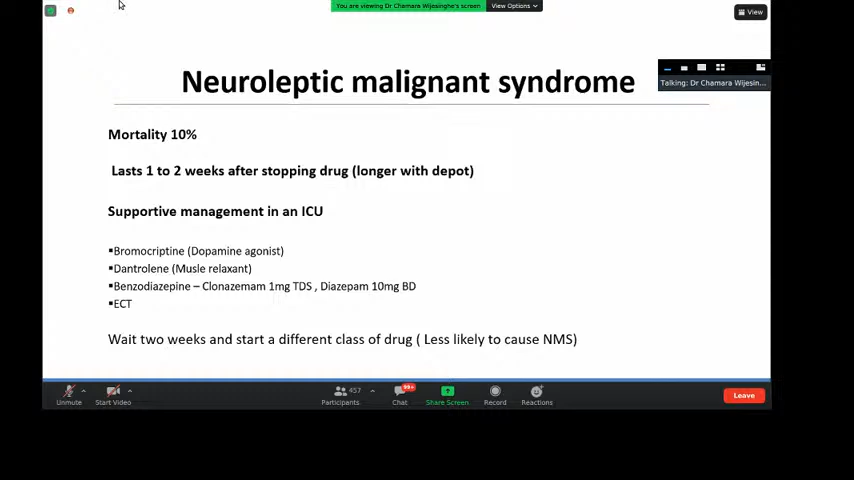 You are viewing Dr Chamara Wijesinghe's screen
View Options
View
Neuroleptic malignant syndrome
Talking: Dr Chamara Wijesin...
Mortality 10%
Lasts 1 to 2 weeks after stopping drug (longer with depot)
Supportive management in an ICU
▪Bromocriptine (Dopamine agonist)
▪Dantrolene (Musle relaxant)
▪Benzodiazepine – Clonazemam 1mg TDS , Diazepam 10mg BD
▪ECT
Wait two weeks and start a different class of drug ( Less likely to cause NMS)
457
99+
Unmute
Start Video
Participants
Chat
Share Screen
Record
Reactions
Leave